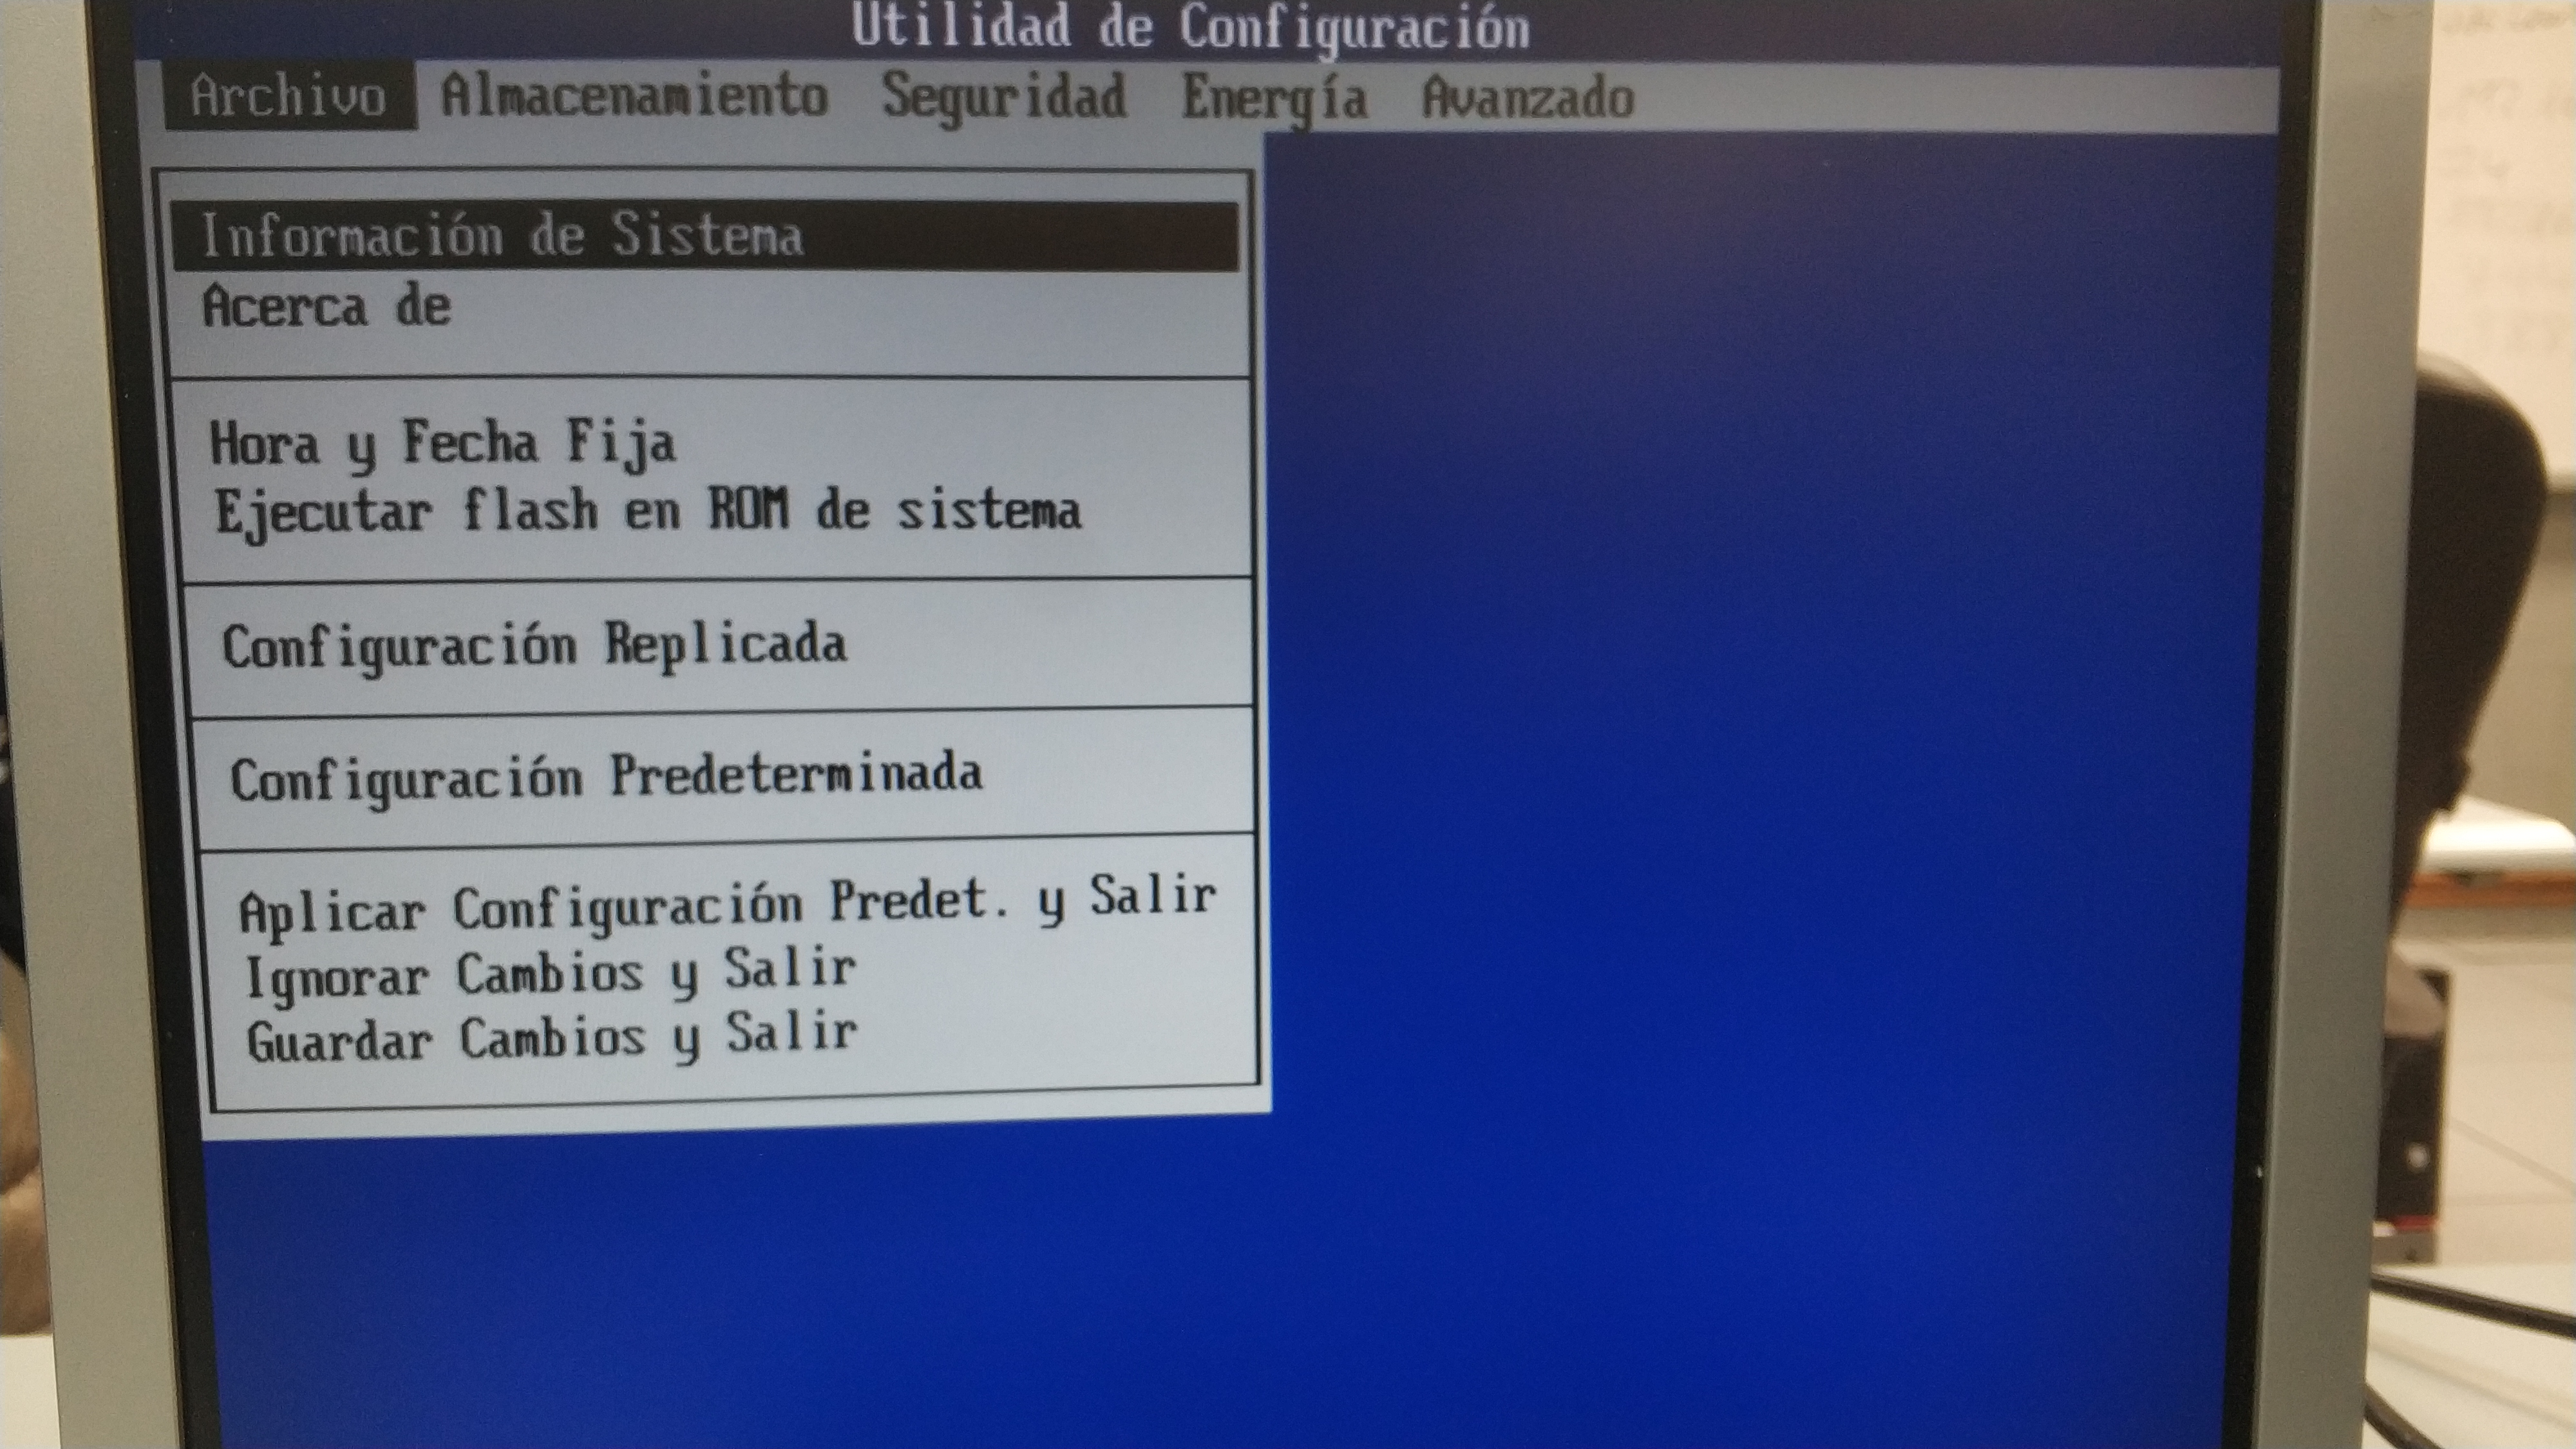 Utilidad de Configuración
Archivo Almacenamiento Seguridad Energía Avanzado
Información de Sistema
Acerca de
Hora y Fecha Fija
Ejecutar flash en ROM de sistema
Configuración Replicada
Configuración Predeterminada
Aplicar Configuración Predet. y Salir
Ignorar Cambios y Salir
Guardar Cambios y Salir